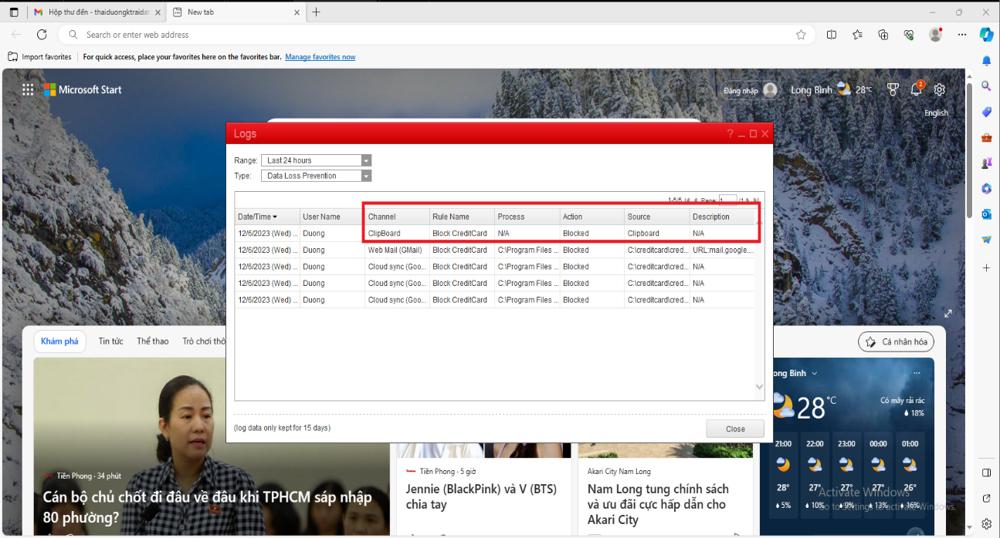 Hộp thư đến - thaiduongktraidat
New tab
Search or enter web address
Import favorites For quick access, place your favorites here on the favorites bar. Manage favorites now
Microsoft Start
Đăng nhập
Long Bình 28°C
2
English
Logs
Range: Last 24 hours
Type: Data Loss Prevention
1-5/5 Page: 1 /1
Date/Time User Name Channel Rule Name Process Action Source Description
12/6/2023 (Wed) ... Duong ClipBoard Block CreditCard N/A Blocked Clipboard N/A
12/6/2023 (Wed) ... Duong Web Mail (GMail) Block CreditCard C:\Program Files ... Blocked C:\creditcard\cred... URL:mail.google....
12/6/2023 (Wed) ... Duong Cloud sync (Goo... Block CreditCard C:\Program Files ... Blocked C:\creditcard\cred... N/A
12/6/2023 (Wed) ... Duong Cloud sync (Goo... Block CreditCard C:\Program Files ... Blocked C:\creditcard\cred... N/A
12/6/2023 (Wed) ... Duong Cloud sync (Goo... Block CreditCard C:\Program Files ... Blocked C:\creditcard\cred... N/A
(log data only kept for 15 days)
Close
Khám phá Tin tức Thể thao Trò chơi
Cá nhân hóa
Tiền Phong · 34 phút
Cán bộ chủ chốt đi đâu về đâu khi TPHCM sáp nhập
80 phường?
Tiền Phong · 5 giờ
Jennie (BlackPink) và V (BTS)
chia tay
Akari City Nam Long
Nam Long tung chính sách
và ưu đãi cực hấp dẫn cho
Akari City
ong Bình
28 °C
Có mây rải rác
18%
21:00 22:00 23:00 00:00 01:00
28° 27° 27° 27° 26°
5% 10% 9% 13% 16%
Activate Windows
Go to Settings to activate Windows.